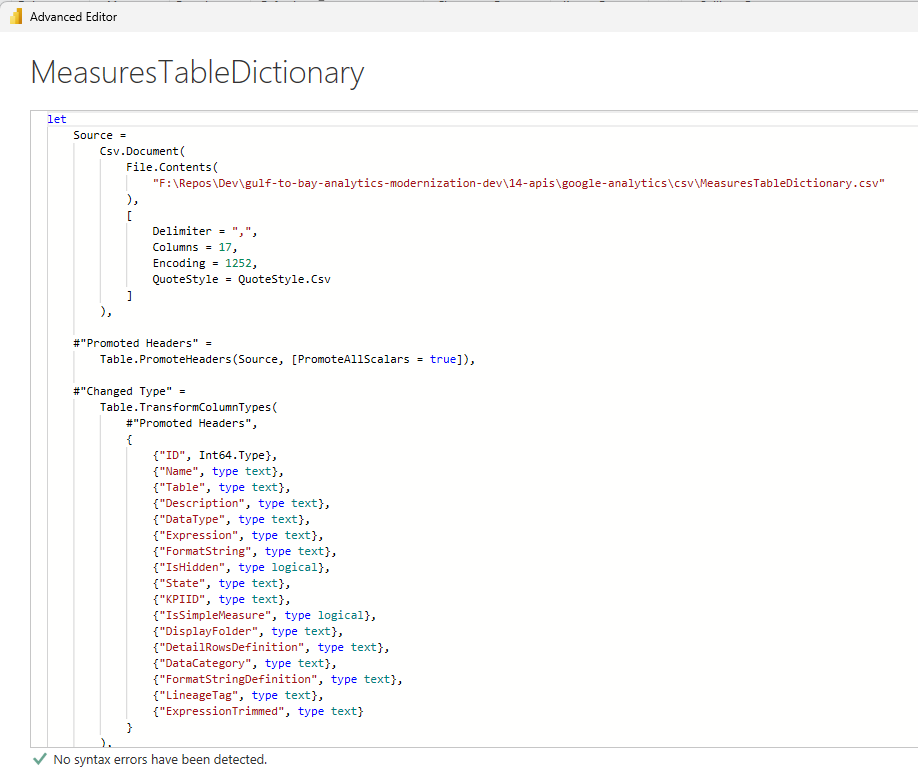 Advanced Editor
MeasuresTableDictionary
let
Source =
Csv.Document(
File.Contents(
"F:\Repos\Dev\gulf-to-bay-analytics-modernization-dev\14-apis\google-analytics\csv\MeasuresTableDictionary.csv"
),
[
Delimiter = ",",
Columns = 17,
Encoding = 1252,
QuoteStyle = QuoteStyle.Csv
]
),
#"Promoted Headers" =
Table.PromoteHeaders(Source, [PromoteAllScalars = true]),
#"Changed Type" =
Table.TransformColumnTypes(
#"Promoted Headers",
{
{"ID", Int64.Type},
{"Name", type text},
{"Table", type text},
{"Description", type text},
{"DataType", type text},
{"Expression", type text},
{"FormatString", type text},
{"IsHidden", type logical},
{"State", type text},
{"KPIID", type text},
{"IsSimpleMeasure", type logical},
{"DisplayFolder", type text},
{"DetailRowsDefinition", type text},
{"DataCategory", type text},
{"FormatStringDefinition", type text},
{"LineageTag", type text},
{"ExpressionTrimmed", type text}
}
),
No syntax errors have been detected.